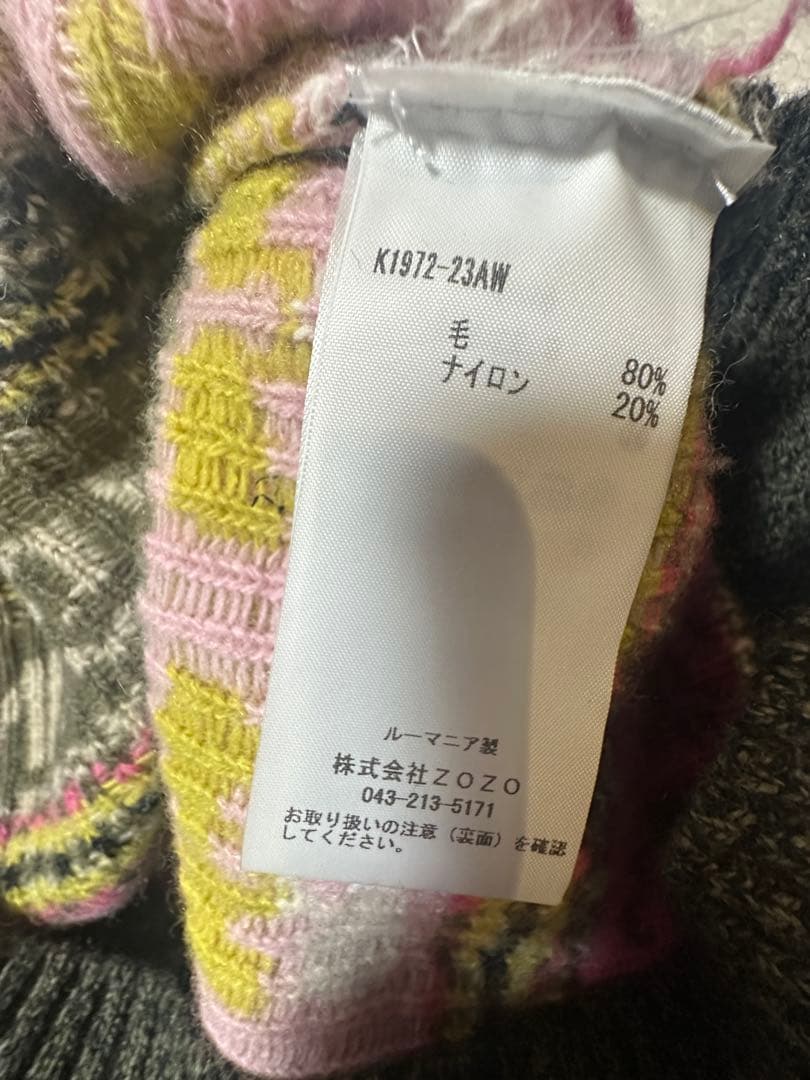 K1972-23AW
毛 80%
ナイロン 20%
ルーマニア製
株式会社ZOZO
043-213-5171
お取り扱いの注意（裏面）を確認
してください。